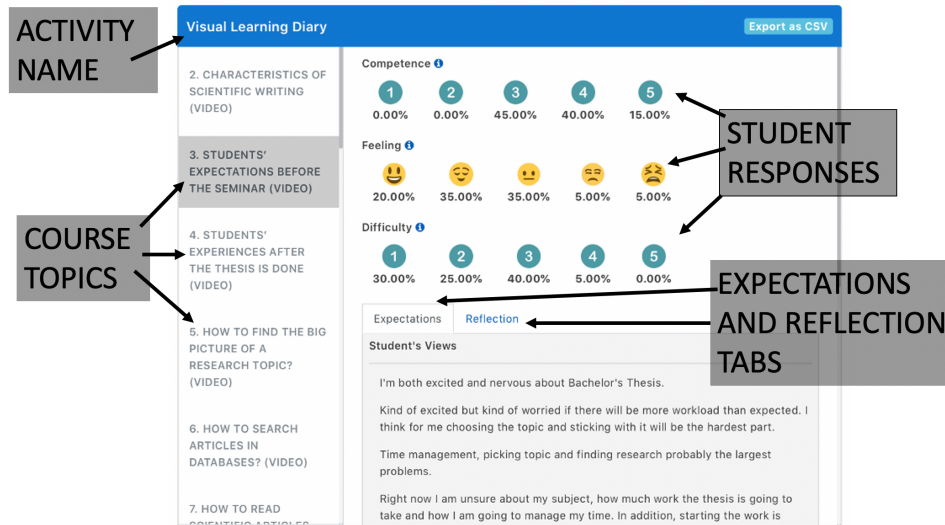 ACTIVITY
NAME
Visual Learning Diary
Export as CSV
2. CHARACTERISTICS OF
SCIENTIFIC WRITING
(VIDEO)
3. STUDENTS'
EXPECTATIONS BEFORE
THE SEMINAR (VIDEO)
4. STUDENTS'
EXPERIENCES AFTER
THE THESIS IS DONE
(VIDEO)
5. HOW TO FIND THE BIG
PICTURE OF A
RESEARCH TOPIC?
(VIDEO)
6. HOW TO SEARCH
ARTICLES IN
DATABASES? (VIDEO)
7. HOW TO READ
SCIENTIFIC ARTICLES
COURSE
TOPICS
Competence i
1 2 3 4 5
0.00% 0.00% 45.00% 40.00% 15.00%
Feeling i
20.00% 35.00% 35.00% 5.00% 5.00%
Difficulty i
1 2 3 4 5
30.00% 25.00% 40.00% 5.00% 0.00%
STUDENT
RESPONSES
EXPECTATIONS
AND REFLECTION
TABS
Expectations Reflection
Student's Views
I'm both excited and nervous about Bachelor's Thesis.
Kind of excited but kind of worried if there will be more workload than expected. I
think for me choosing the topic and sticking with it will be the hardest part.
Time management, picking topic and finding research probably the largest
problems.
Right now I am unsure about my subject, how much work the thesis is going to
take and how I am going to manage my time. In addition, starting the work is